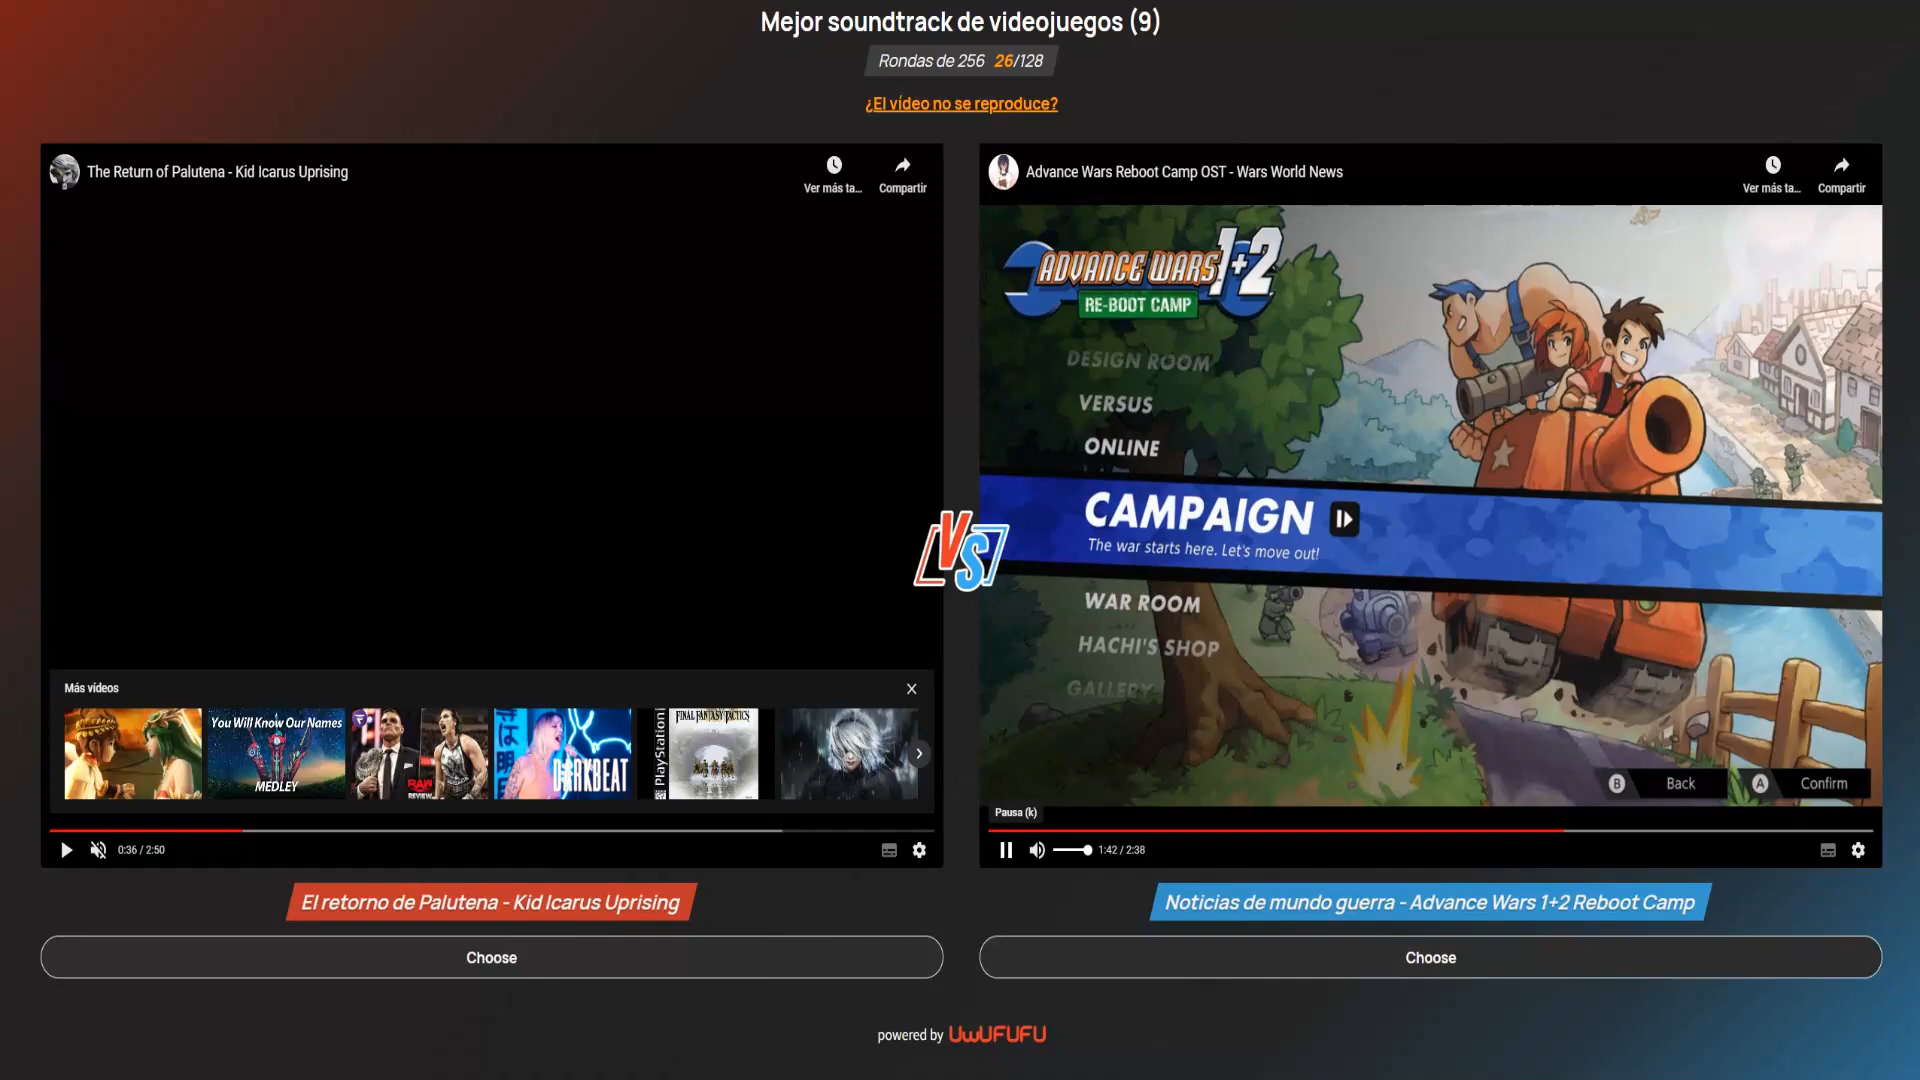 Mejor soundtrack de videojuegos (9)
Rondas de 256 26/128
¿El vídeo no se reproduce?
The Return of Palutena - Kid Icarus Uprising
Ver más ta...
Compartir
Más vídeos
You Will Know Our Names
MEDLEY
RAW
REVIEW
DARKBEAT
PlayStation
FINAL FANTASY TACTICS
0:36 / 2:50
El retorno de Palutena - Kid Icarus Uprising
Choose
VS
Advance Wars Reboot Camp OST - Wars World News
Ver más ta...
Compartir
ADVANCE WARS 1+2
RE-BOOT CAMP
DESIGN ROOM
VERSUS
ONLINE
CAMPAIGN
The war starts here. Let's move out!
WAR ROOM
HACHI'S SHOP
GALLERY
B Back A Confirm
Pausa (k)
1:42 / 2:38
Noticias de mundo guerra - Advance Wars 1+2 Reboot Camp
Choose
powered by UwUFUFU